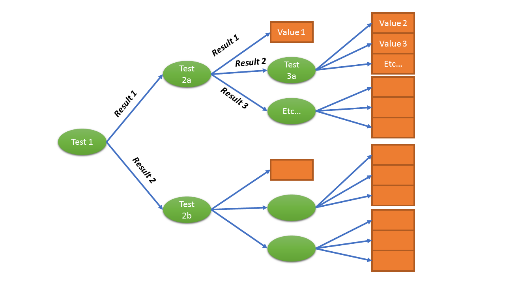 Test 1
Result 1
Result 2
Test
2a
Result 1
Result 2
Result 3
Value 1
Test
3a
Etc...
Value 2
Value 3
Etc...
Test
2b